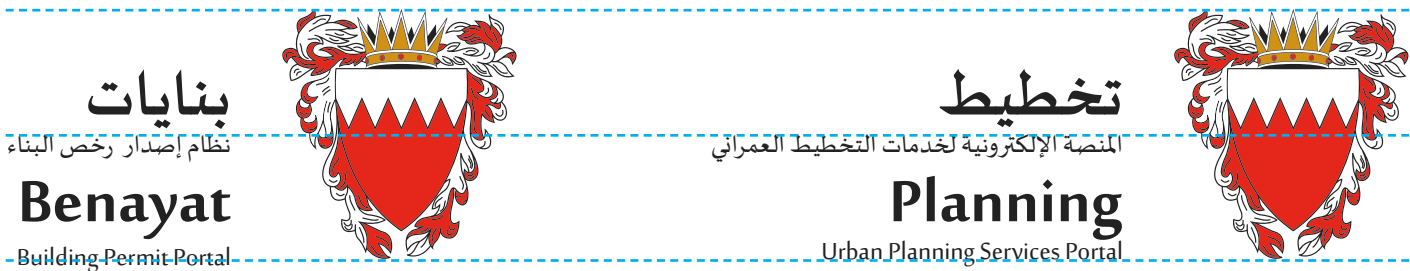 تخطيط
المنصة الإلكترونية لخدمات التخطيط العمراني
Planning
Urban Planning Services Portal
بنايات
نظام إصدار رخص البناء
Benayat
Building Permit Portal